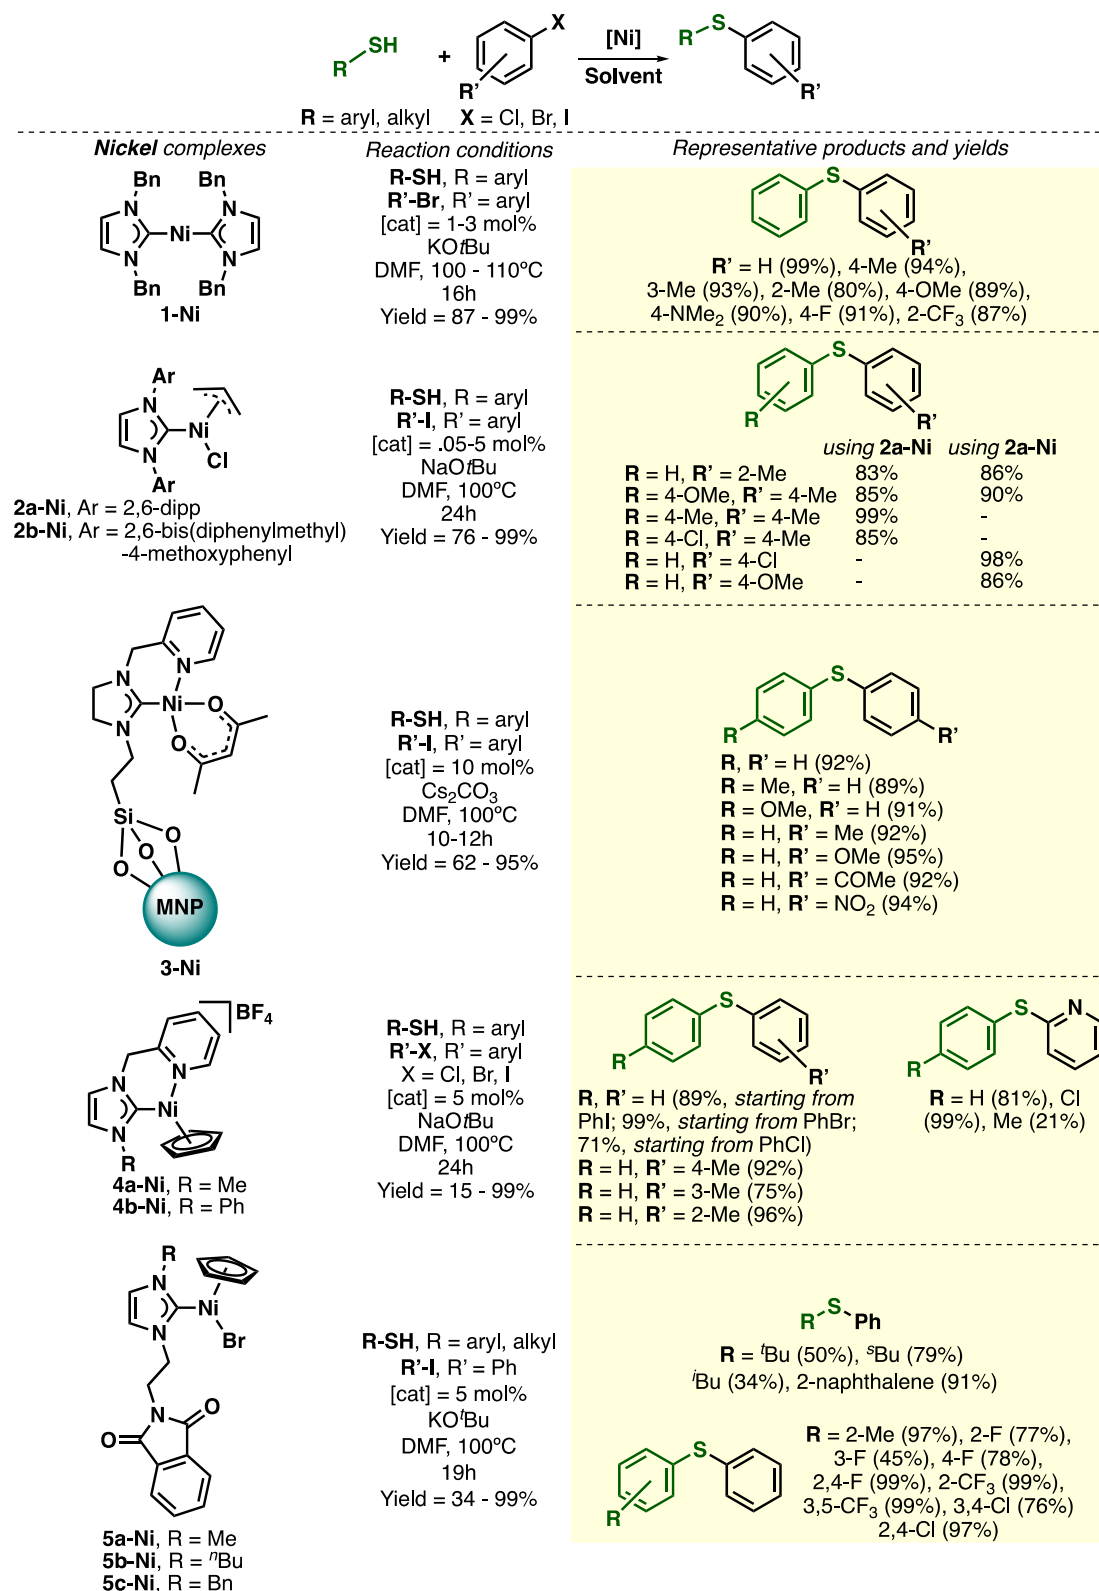 SH
R
+
X
R'
[Ni]
Solvent
R
S
R'
R = aryl, alkyl X = Cl, Br, I
Nickel complexes
Reaction conditions
Representative products and yields
Bn Bn
N N
Ni
N N
Bn Bn
1-Ni
R-SH, R = aryl
R'-Br, R' = aryl
[cat] = 1-3 mol%
KOtBu
DMF, 100 - 110ºC
16h
Yield = 87 - 99%
S
R'
R' = H (99%), 4-Me (94%),
3-Me (93%), 2-Me (80%), 4-OMe (89%),
4-NMe2 (90%), 4-F (91%), 2-CF3 (87%)
Ar
N
Ni
N
Cl
Ar
2a-Ni, Ar = 2,6-dipp
2b-Ni, Ar = 2,6-bis(diphenylmethyl)
-4-methoxyphenyl
R-SH, R = aryl
R'-I, R' = aryl
[cat] = .05-5 mol%
NaOtBu
DMF, 100ºC
24h
Yield = 76 - 99%
S
R
R'
using 2a-Ni using 2a-Ni
R = H, R' = 2-Me 83% 86%
R = 4-OMe, R' = 4-Me 85% 90%
R = 4-Me, R' = 4-Me 99% -
R = 4-Cl, R' = 4-Me 85% -
R = H, R' = 4-Cl - 98%
R = H, R' = 4-OMe - 86%
N
N
Ni
O
N
O
Si
O
O
O
MNP
3-Ni
R-SH, R = aryl
R'-I, R' = aryl
[cat] = 10 mol%
Cs2CO3
DMF, 100ºC
10-12h
Yield = 62 - 95%
S
R
R'
R, R' = H (92%)
R = Me, R' = H (89%)
R = OMe, R' = H (91%)
R = H, R' = Me (92%)
R = H, R' = OMe (95%)
R = H, R' = COMe (92%)
R = H, R' = NO2 (94%)
BF4
N
N
Ni
N
R
4a-Ni, R = Me
4b-Ni, R = Ph
R-SH, R = aryl
R'-X, R' = aryl
X = Cl, Br, I
[cat] = 5 mol%
NaOtBu
DMF, 100ºC
24h
Yield = 15 - 99%
S
R
R'
R, R' = H (89%, starting from
PhI; 99%, starting from PhBr;
71%, starting from PhCl)
R = H, R' = 4-Me (92%)
R = H, R' = 3-Me (75%)
R = H, R' = 2-Me (96%)
S
N
R
R = H (81%), Cl
(99%), Me (21%)
R
N
Ni
N
Br
N
O
O
5a-Ni, R = Me
5b-Ni, R = nBu
5c-Ni, R = Bn
R-SH, R = aryl, alkyl
R'-I, R' = Ph
[cat] = 5 mol%
KOtBu
DMF, 100ºC
19h
Yield = 34 - 99%
S
R Ph
R = tBu (50%), sBu (79%)
iBu (34%), 2-naphthalene (91%)
S
R
R = 2-Me (97%), 2-F (77%),
3-F (45%), 4-F (78%),
2,4-F (99%), 2-CF3 (99%),
3,5-CF3 (99%), 3,4-Cl (76%)
2,4-Cl (97%)